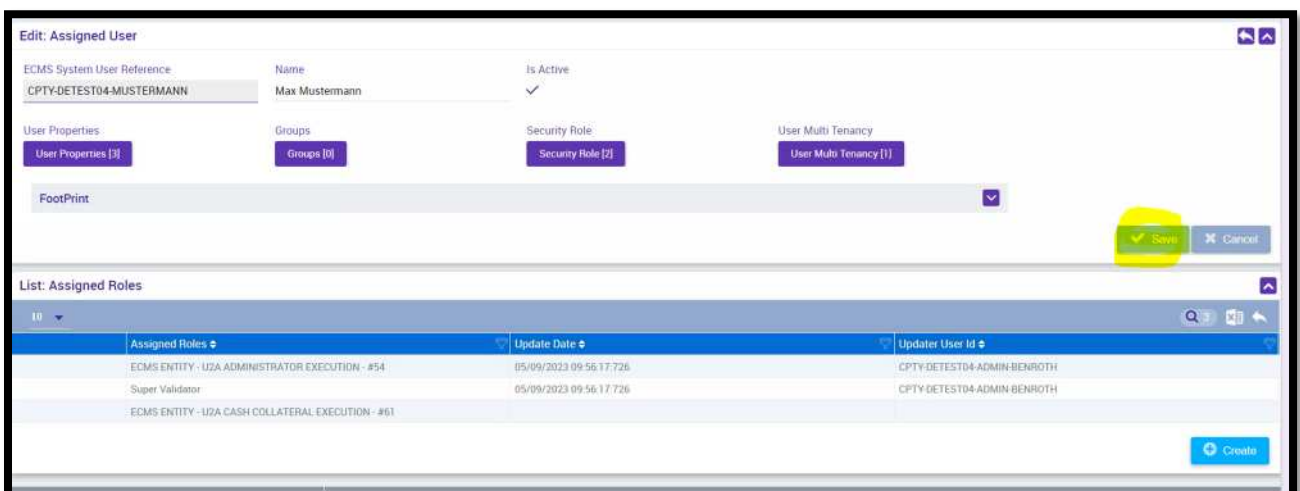 Edit: Assigned User
ECMS System User Reference Name Is Active
CPTY-DETEST04-MUSTERMANN Max Mustermann
User Properties Groups Security Role User Multi Tenancy
User Properties [3] Groups [0] Security Role [2] User Multi Tenancy [1]
FootPrint
Save Cancel
List: Assigned Roles
10 3
Assigned Roles Update Date Updater User Id
ECMS ENTITY - U2A ADMINISTRATOR EXECUTION - #54 05/09/2023 09:56:17:726 CPTY-DETEST04-ADMIN-BENROTH
Super Validator 05/09/2023 09:56:17:726 CPTY-DETEST04-ADMIN-BENROTH
ECMS ENTITY - U2A CASH COLLATERAL EXECUTION - #61
Create